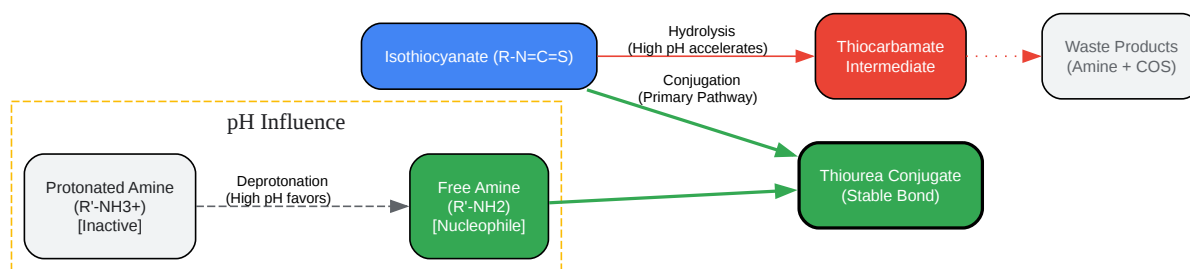 Isothiocyanate (R-N=C=S)
Hydrolysis
(High pH accelerates)
Thiocarbamate
Intermediate
Waste Products
(Amine + COS)
Conjugation
(Primary Pathway)
pH Influence
Protonated Amine
(R'-NH3+)
[Inactive]
Deprotonation
(High pH favors)
Free Amine
(R'-NH2)
[Nucleophile]
Thiourea Conjugate
(Stable Bond)